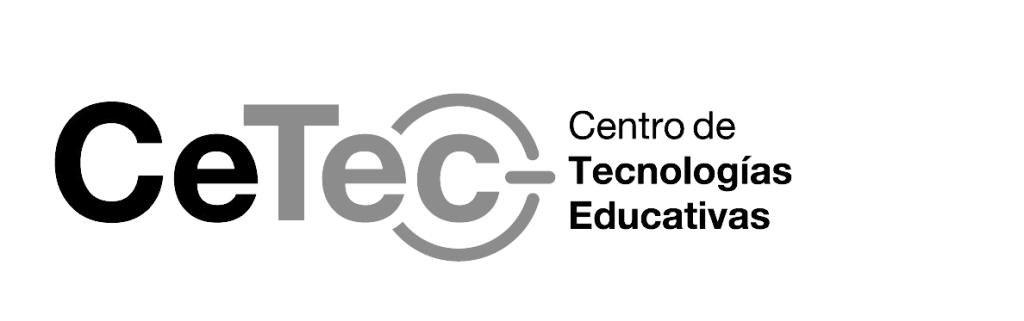 CeTec
Centro de
Tecnologías
Educativas